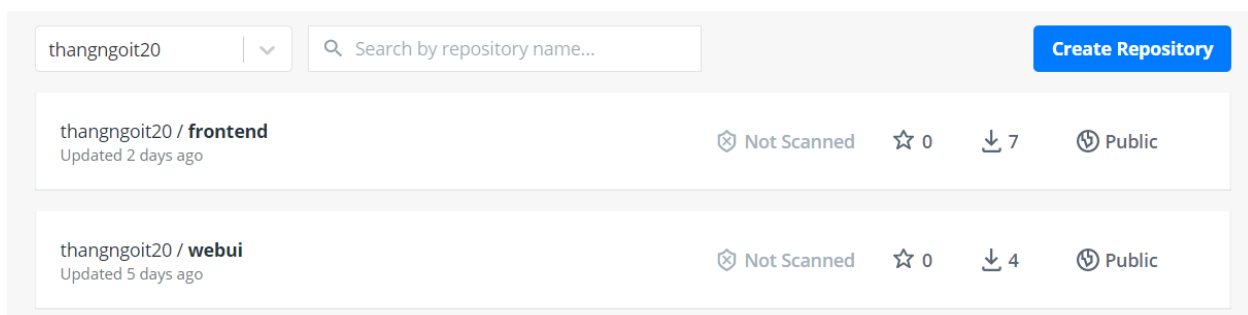 thangngoit20
Search by repository name...
Create Repository
thangngoit20 / frontend
Updated 2 days ago
Not Scanned
0
7
Public
thangngoit20 / webui
Updated 5 days ago
Not Scanned
0
4
Public